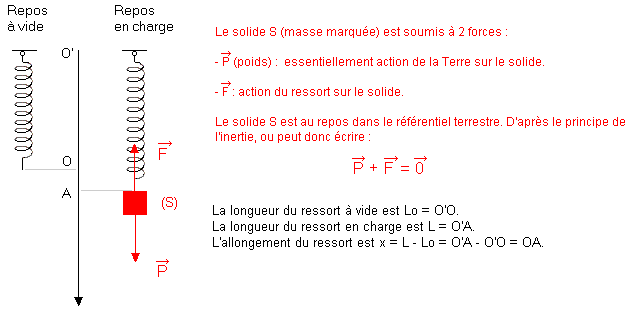 Repos
à vide
Repos
en charge
O'
O
A
F
(S)
P
Le solide S (masse marquée) est soumis à 2 forces :
- P (poids) : essentiellement action de la Terre sur le solide.
- F : action du ressort sur le solide.
Le solide S est au repos dans le référentiel terrestre. D'après le principe de
l'inertie, ou peut donc écrire :
P + F = 0
La longueur du ressort à vide est Lo = O'O.
La longueur du ressort en charge est L = O'A.
L'allongement du ressort est x = L - Lo = O'A - O'O = OA.